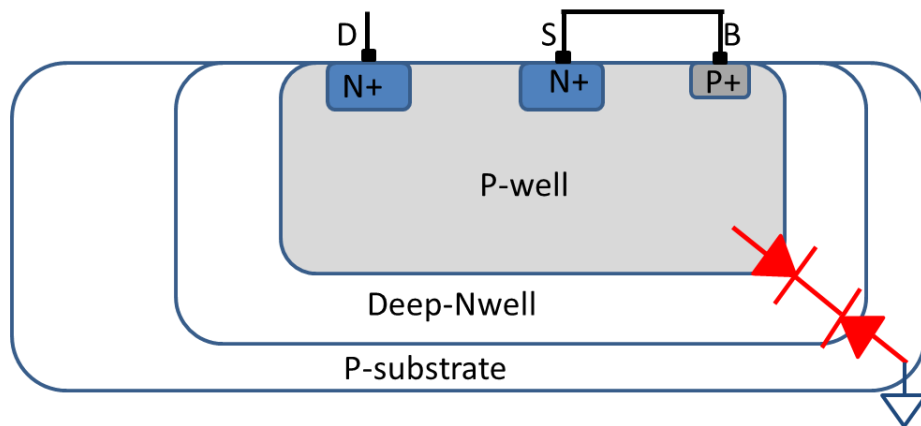 D S B
N+ N+ P+
P-well
Deep-Nwell
P-substrate